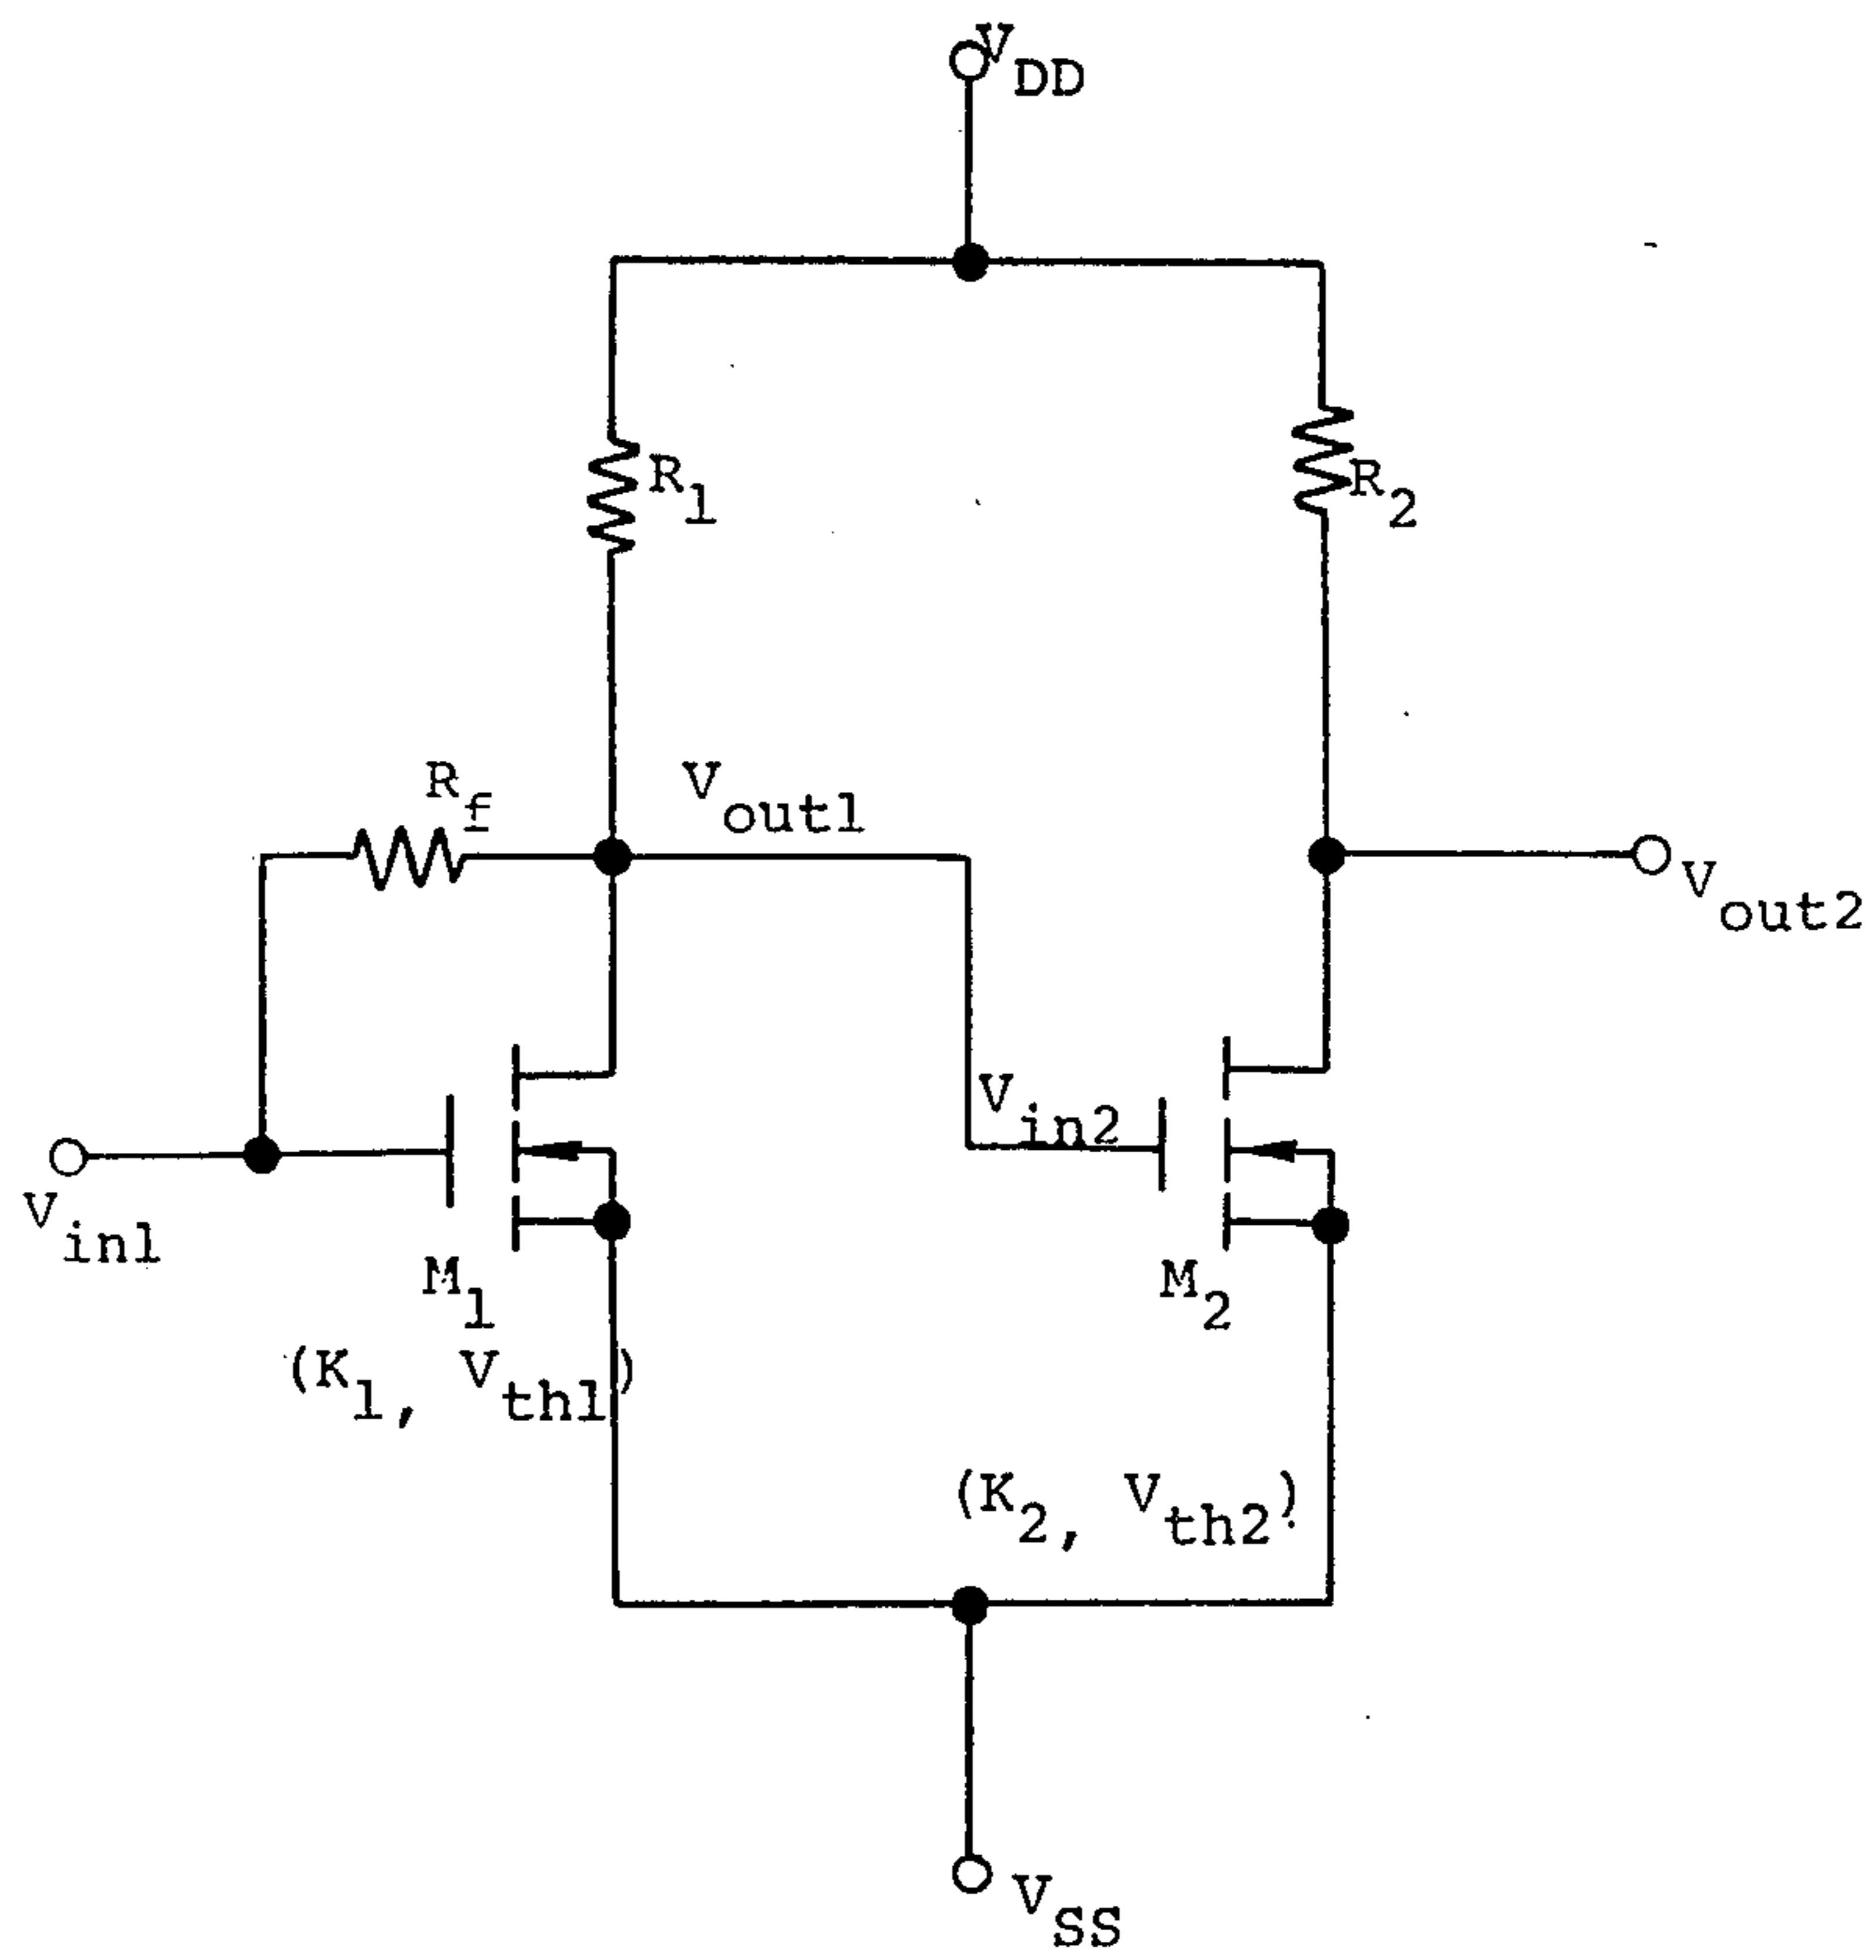 VDD
R1
R2
Rf
Vout1
Vout2
Vin2
Vin1
M1
M2
(K1, Vth1)
(K2, Vth2)
VSS